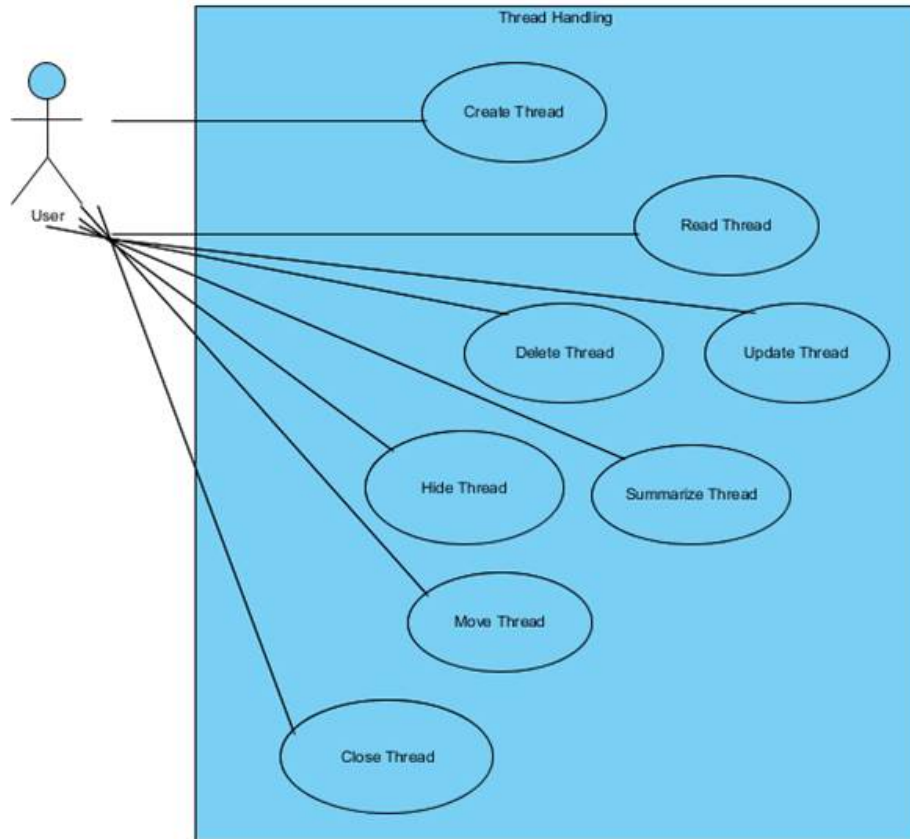 Thread Handling
Create Thread
User
Read Thread
Delete Thread
Update Thread
Hide Thread
Summarize Thread
Move Thread
Close Thread